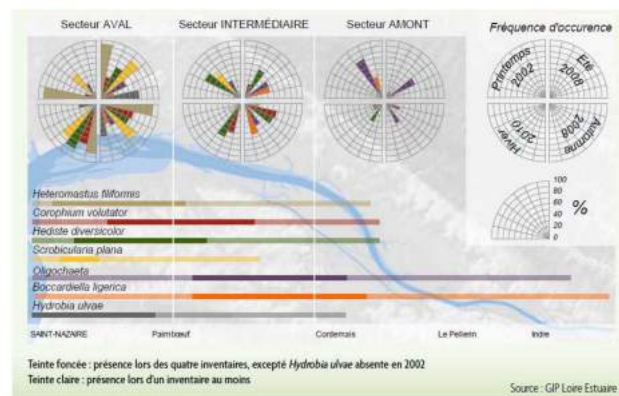 Secteur AVAL
Secteur INTERMÉDIAIRE
Secteur AMONT
Fréquence d'occurence
Printemps 2002
Eté 2008
Hiver 2010
Automne 2008
100
80
60
40
20
0
%
Heteromastus filiformis
Corophium volutator
Hediste diversicolor
Scrobicularia plana
Oligochaeta
Boccardiella ligerica
Hydrobia ulvae
SAINT-NAZAIRE
Paimbœuf
Cordemais
Le Pellerin
Indre
Teinte foncée : présence lors des quatre inventaires, excepté Hydrobia ulvae absente en 2002
Teinte claire : présence lors d'un inventaire au moins
Source : GIP Loire Estuaire